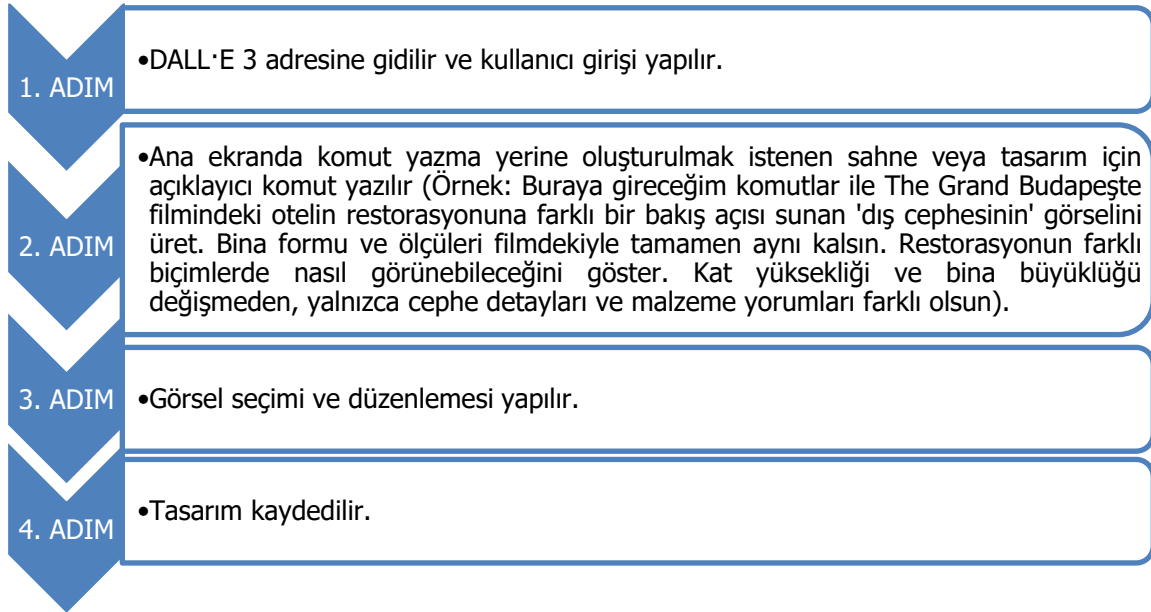 1. ADIM
•DALL·E 3 adresine gidilir ve kullanıcı girişi yapılır.
2. ADIM
•Ana ekranda komut yazma yerine oluşturulmak istenen sahne veya tasarım için
açıklayıcı komut yazılır (Örnek: Buraya gireceğim komutlar ile The Grand Budapeşte
filmindeki otelin restorasyonuna farklı bir bakış açısı sunan 'dış cephesinin' görselini
üret. Bina formu ve ölçüleri filmdekiyle tamamen aynı kalsın. Restorasyonun farklı
biçimlerde nasıl görünebileceğini göster. Kat yüksekliği ve bina büyüklüğü
değişmeden, yalnızca cephe detayları ve malzeme yorumları farklı olsun).
3. ADIM
•Görsel seçimi ve düzenlemesi yapılır.
4. ADIM
•Tasarım kaydedilir.